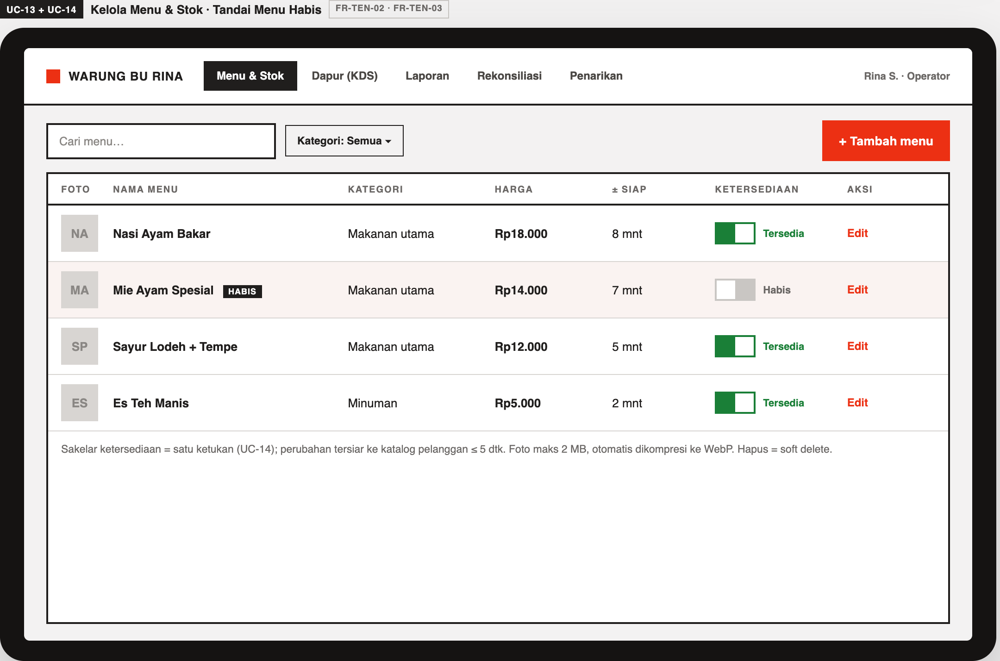 UC-13 + UC-14 Kelola Menu & Stok · Tandai Menu Habis FR-TEN-02 · FR-TEN-03
WARUNG BU RINA Menu & Stok Dapur (KDS) Laporan Rekonsiliasi Penarikan Rina S. · Operator
Cari menu... Kategori: Semua + Tambah menu
FOTO NAMA MENU KATEGORI HARGA ± SIAP KETERSEDIAAN AKSI
NA Nasi Ayam Bakar Makanan utama Rp18.000 8 mnt Tersedia Edit
MA Mie Ayam Spesial HABIS Makanan utama Rp14.000 7 mnt Habis Edit
SP Sayur Lodeh + Tempe Makanan utama Rp12.000 5 mnt Tersedia Edit
ES Es Teh Manis Minuman Rp5.000 2 mnt Tersedia Edit
Sakelar ketersediaan = satu ketukan (UC-14); perubahan tersiar ke katalog pelanggan ≤ 5 dtk. Foto maks 2 MB, otomatis dikompresi ke WebP. Hapus = soft delete.